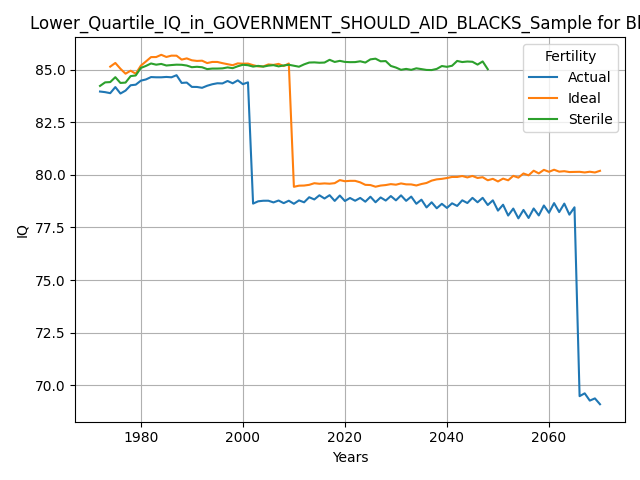 Lower_Quartile_IQ_in_GOVERNMENT_SHOULD_AID_BLACKS_Sample for Bl
Fertility
Actual
Ideal
Sterile
85.0
82.5
80.0
77.5
75.0
72.5
70.0
IQ
1980
2000
2020
2040
2060
Years